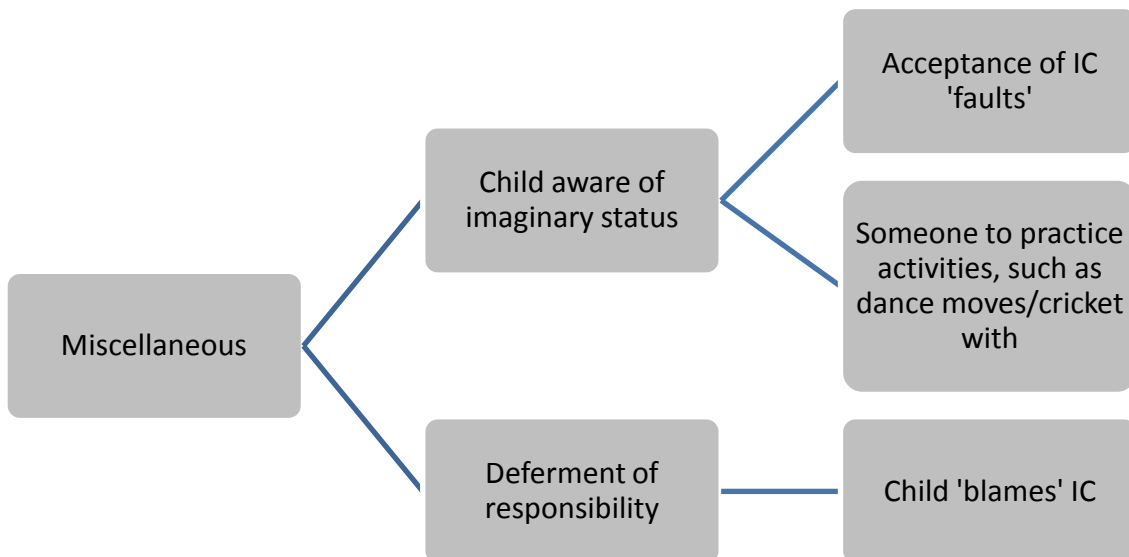 Miscellaneous
Child aware of
imaginary status
Deferment of
responsibility
Acceptance of IC
'faults'
Someone to practice
activities, such as
dance moves/cricket
with
Child 'blames' IC